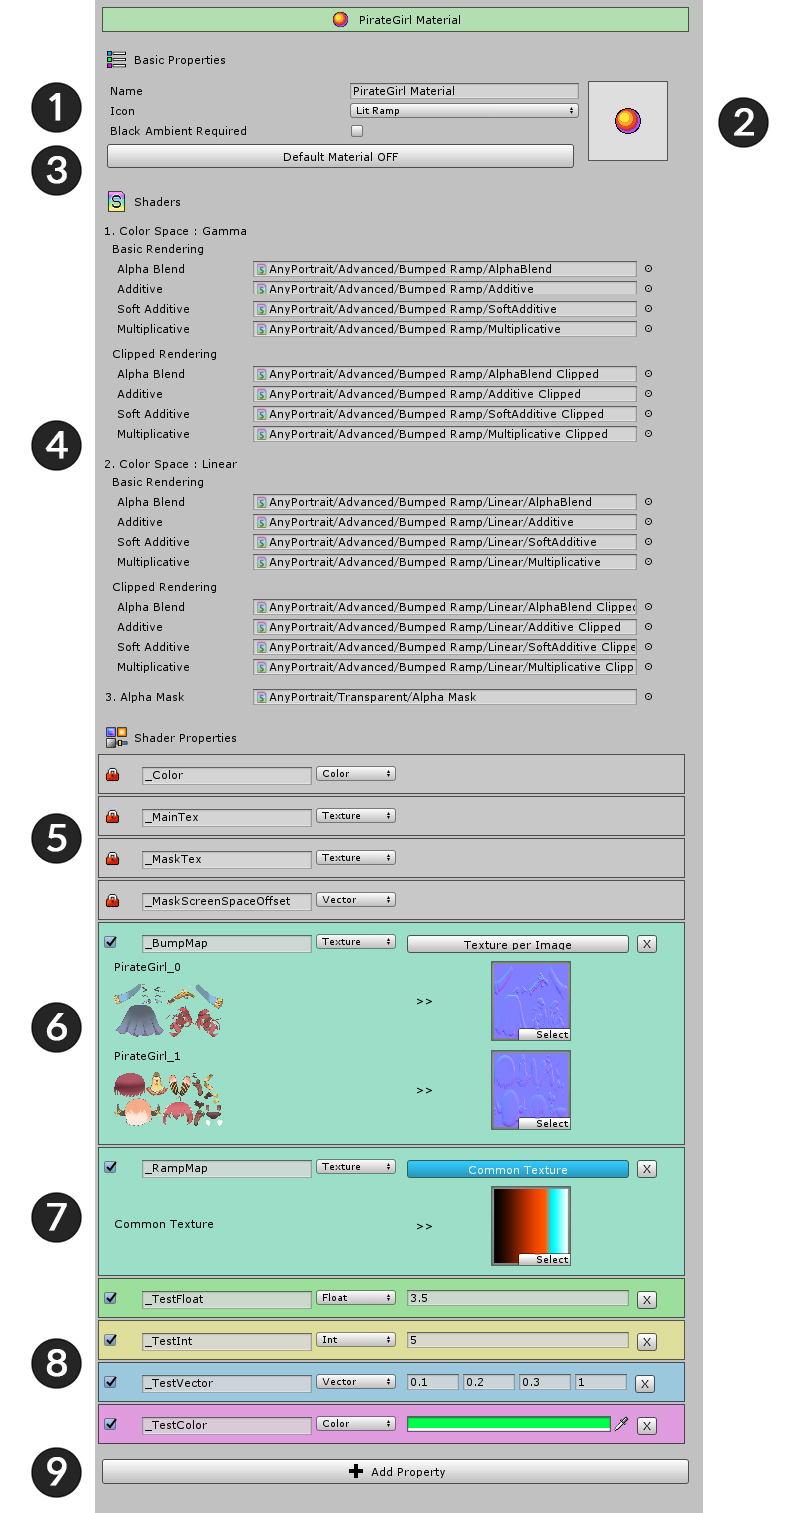 PirateGirl Material
Basic Properties
1
Name PirateGirl Material
Icon Lit Ramp
2
Black Ambient Required
3
Default Material OFF
S Shaders
1. Color Space : Gamma
Basic Rendering
Alpha Blend AnyPortrait/Advanced/Bumped Ramp/AlphaBlend
Additive AnyPortrait/Advanced/Bumped Ramp/Additive
Soft Additive AnyPortrait/Advanced/Bumped Ramp/SoftAdditive
Multiplicative AnyPortrait/Advanced/Bumped Ramp/Multiplicative
Clipped Rendering
Alpha Blend AnyPortrait/Advanced/Bumped Ramp/AlphaBlend Clipped
Additive AnyPortrait/Advanced/Bumped Ramp/Additive Clipped
Soft Additive AnyPortrait/Advanced/Bumped Ramp/SoftAdditive Clipped
Multiplicative AnyPortrait/Advanced/Bumped Ramp/Multiplicative Clipped
4
2. Color Space : Linear
Basic Rendering
Alpha Blend AnyPortrait/Advanced/Bumped Ramp/Linear/AlphaBlend
Additive AnyPortrait/Advanced/Bumped Ramp/Linear/Additive
Soft Additive AnyPortrait/Advanced/Bumped Ramp/Linear/SoftAdditive
Multiplicative AnyPortrait/Advanced/Bumped Ramp/Linear/Multiplicative
Clipped Rendering
Alpha Blend AnyPortrait/Advanced/Bumped Ramp/Linear/AlphaBlend Clipped
Additive AnyPortrait/Advanced/Bumped Ramp/Linear/Additive Clipped
Soft Additive AnyPortrait/Advanced/Bumped Ramp/Linear/SoftAdditive Clippe
Multiplicative AnyPortrait/Advanced/Bumped Ramp/Linear/Multiplicative Clipp
3. Alpha Mask AnyPortrait/Transparent/Alpha Mask
Shader Properties
_Color Color
_MainTex Texture
5
_MaskTex Texture
_MaskScreenSpaceOffset Vector
_BumpMap Texture Texture per Image X
PirateGirl_0
>>
6
Select
PirateGirl_1
>>
Select
_RampMap Texture Common Texture X
7
Common Texture >>
Select
_TestFloat Float 3.5 X
_TestInt Int 5 X
8
_TestVector Vector 0.1 0.2 0.3 1 X
_TestColor Color X
9
Add Property